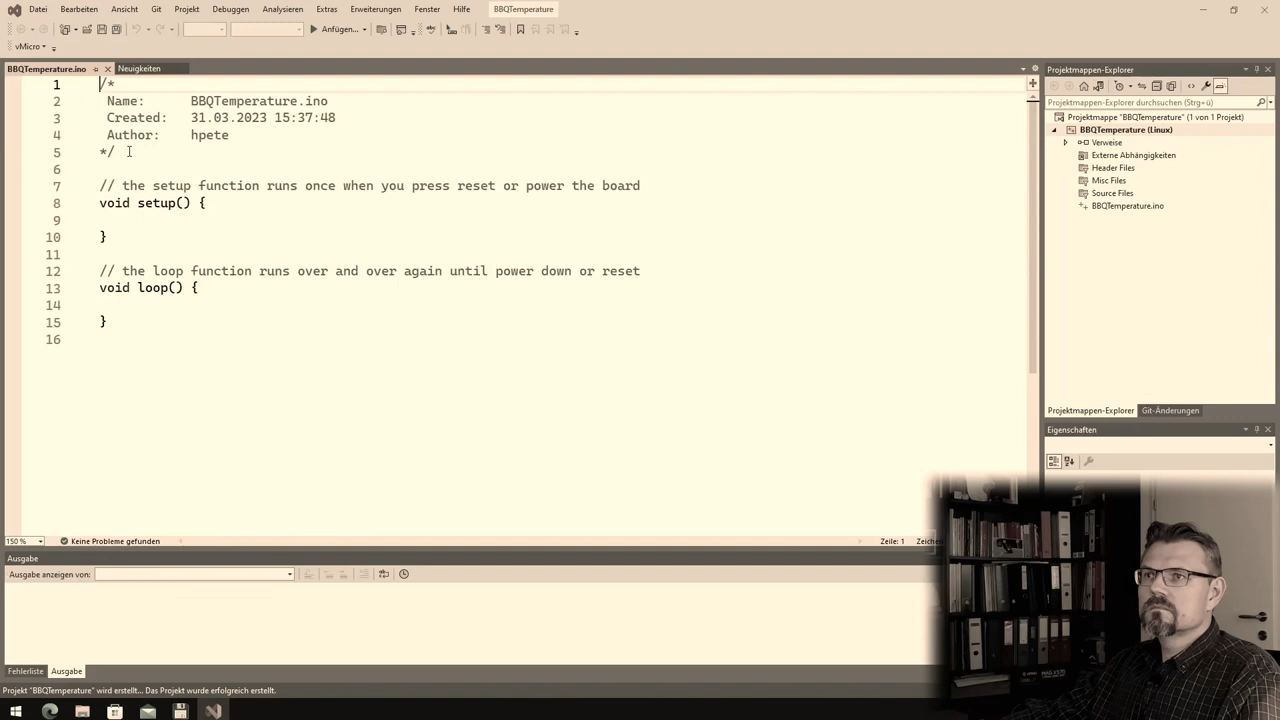 Datei Bearbeiten Ansicht Git Projekt Debuggen Analysieren Extras Erweiterungen Fenster Hilfe BBQTemperature
Anfügen...
vMicro
BBQTemperature.ino Neuigkeiten
1 /*
2 Name: BBQTemperature.ino
3 Created: 31.03.2023 15:37:48
4 Author: hpete
5 */
6
7 // the setup function runs once when you press reset or power the board
8 void setup() {
9
10 }
11
12 // the loop function runs over and over again until power down or reset
13 void loop() {
14
15 }
16
150 % Keine Probleme gefunden Zeile: 1 Zeichen
Ausgabe
Ausgabe anzeigen von:
Fehlerliste Ausgabe
Projekt "BBQTemperature" wird erstellt... Das Projekt wurde erfolgreich erstellt.
Projektmappen-Explorer
Projektmappen-Explorer durchsuchen (Strg+ü)
Projektmappe "BBQTemperature" (1 von 1 Projekt)
BBQTemperature (Linux)
Verweise
Externe Abhängigkeiten
Header Files
Misc Files
Source Files
BBQTemperature.ino
Projektmappen-Explorer Git-Änderungen
Eigenschaften